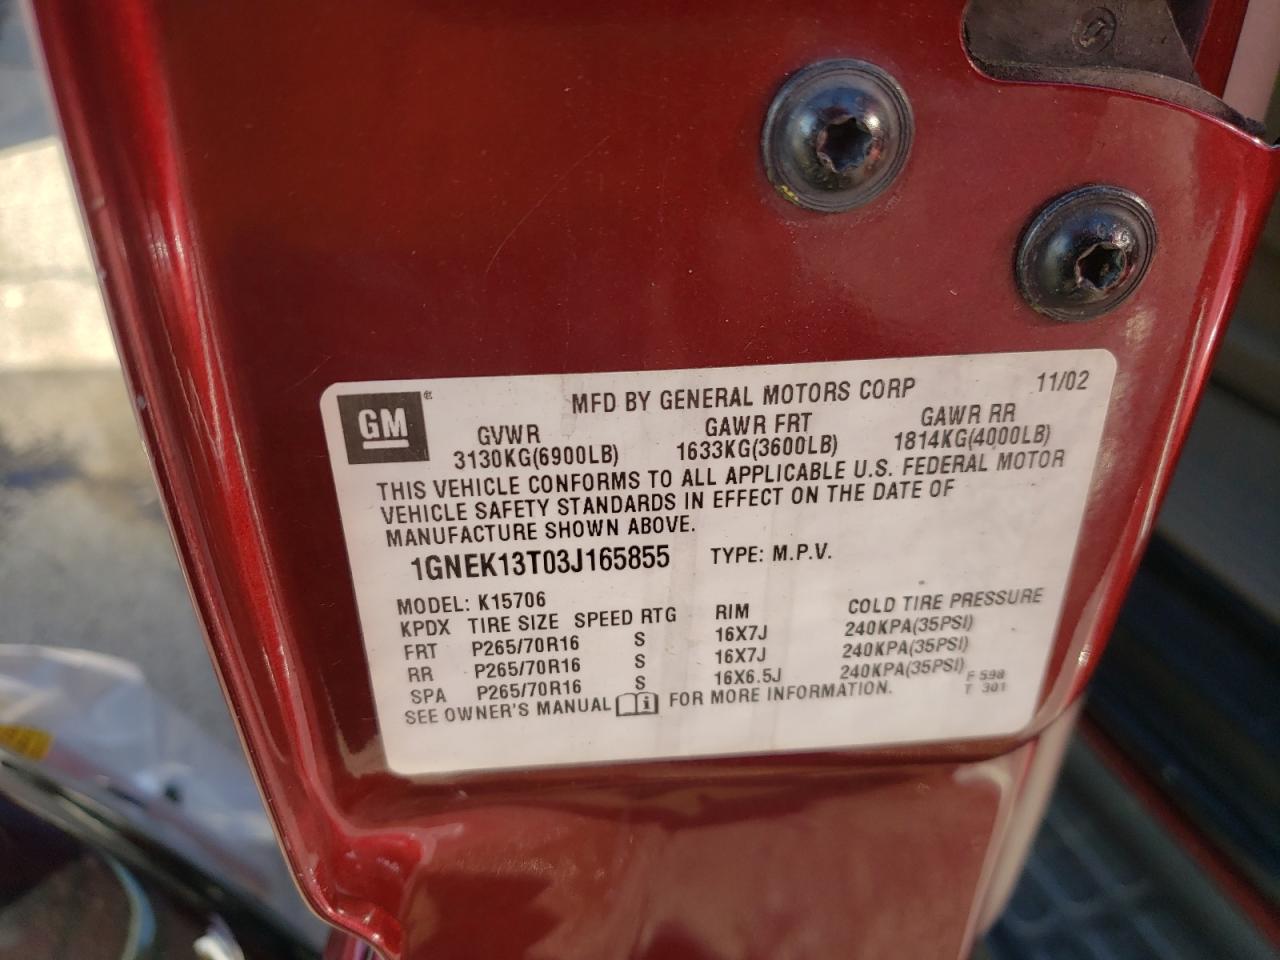 GM
MFD BY GENERAL MOTORS CORP 11/02
GVWR GAWR FRT GAWR RR
3130KG(6900LB) 1633KG(3600LB) 1814KG(4000LB)
THIS VEHICLE CONFORMS TO ALL APPLICABLE U.S. FEDERAL MOTOR
VEHICLE SAFETY STANDARDS IN EFFECT ON THE DATE OF
MANUFACTURE SHOWN ABOVE.
1GNEK13T03J165855 TYPE: M.P.V.
MODEL: K15706
KPDX TIRE SIZE SPEED RTG RIM COLD TIRE PRESSURE
FRT P265/70R16 S 16X7J 240KPA(35PSI)
RR P265/70R16 S 16X7J 240KPA(35PSI)
SPA P265/70R16 S 16X6.5J 240KPA(35PSI) F 598
SEE OWNER'S MANUAL FOR MORE INFORMATION. T 301